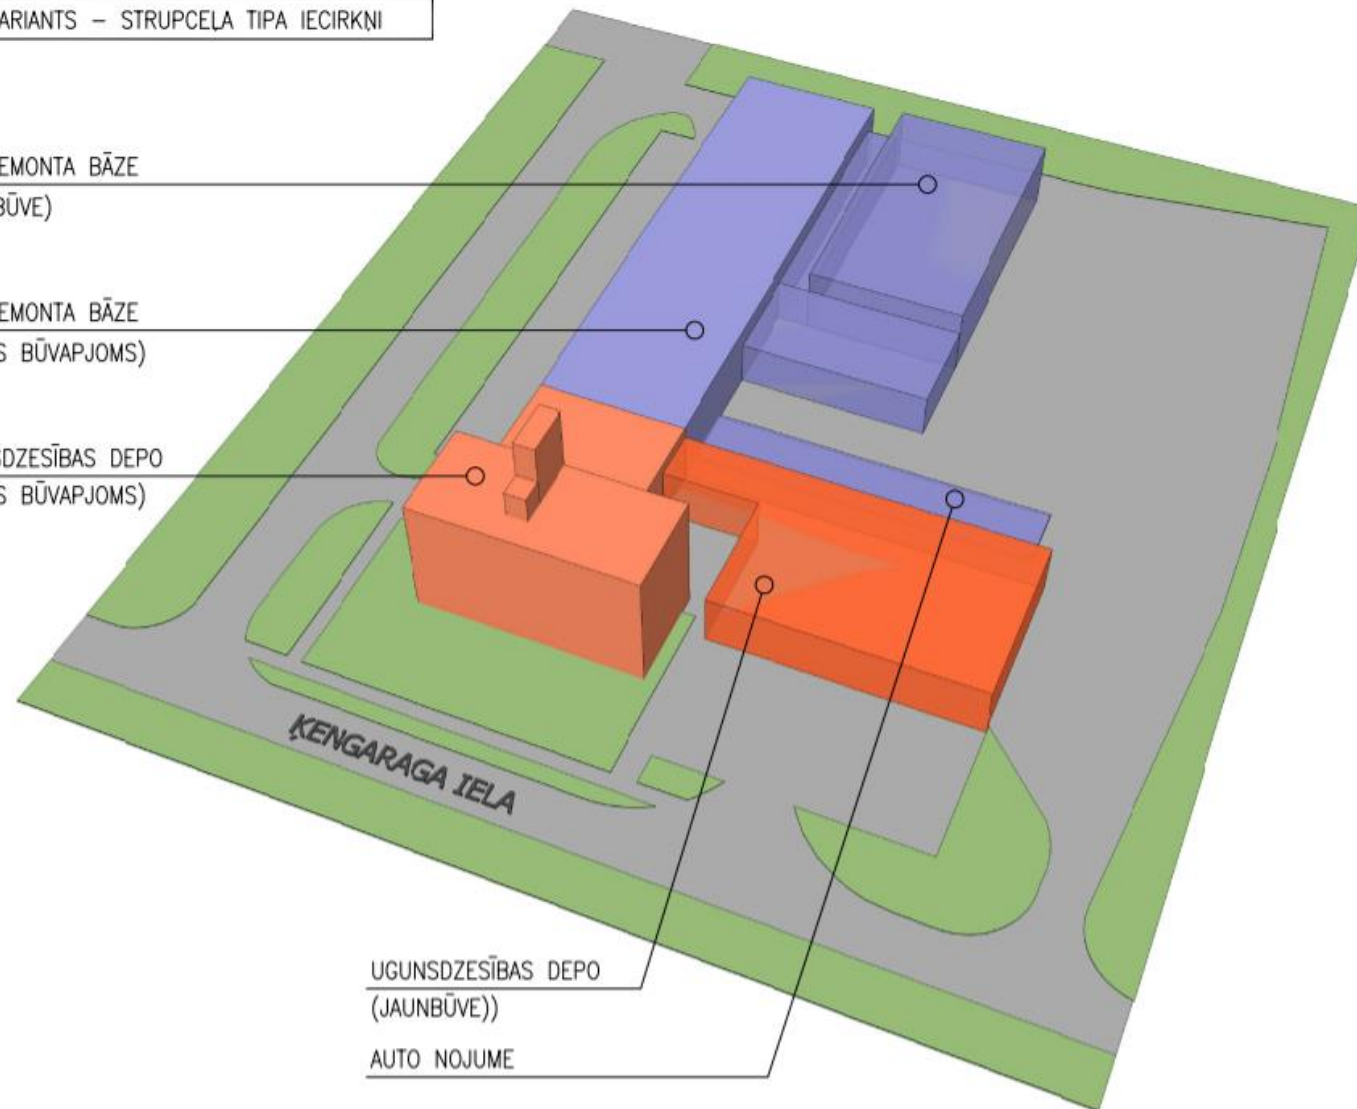 ARIANTS – STRUPCEĻA TIPA IECIRKŅI
EMONTA BĀZE
BŪVE)
EMONTA BĀZE
S BŪVAPJOMS)
SDZESĪBAS DEPO
S BŪVAPJOMS)
ĶENGARAGA IELA
UGUNSDZESĪBAS DEPO
(JAUNBŪVE))
AUTO NOJUME